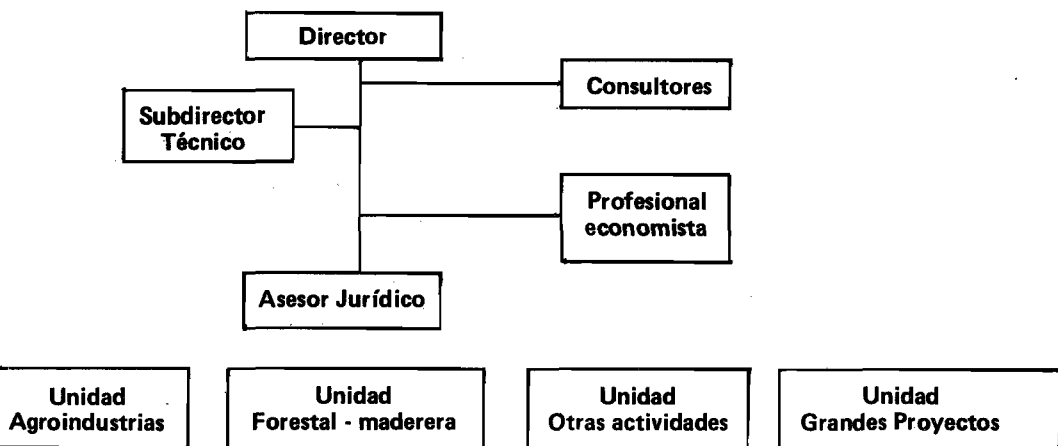 Director
Consultores
Subdirector
Técnico
Profesional
economista
Asesor Jurídico
Unidad
Agroindustrias
Unidad
Forestal - maderera
Unidad
Otras actividades
Unidad
Grandes Proyectos